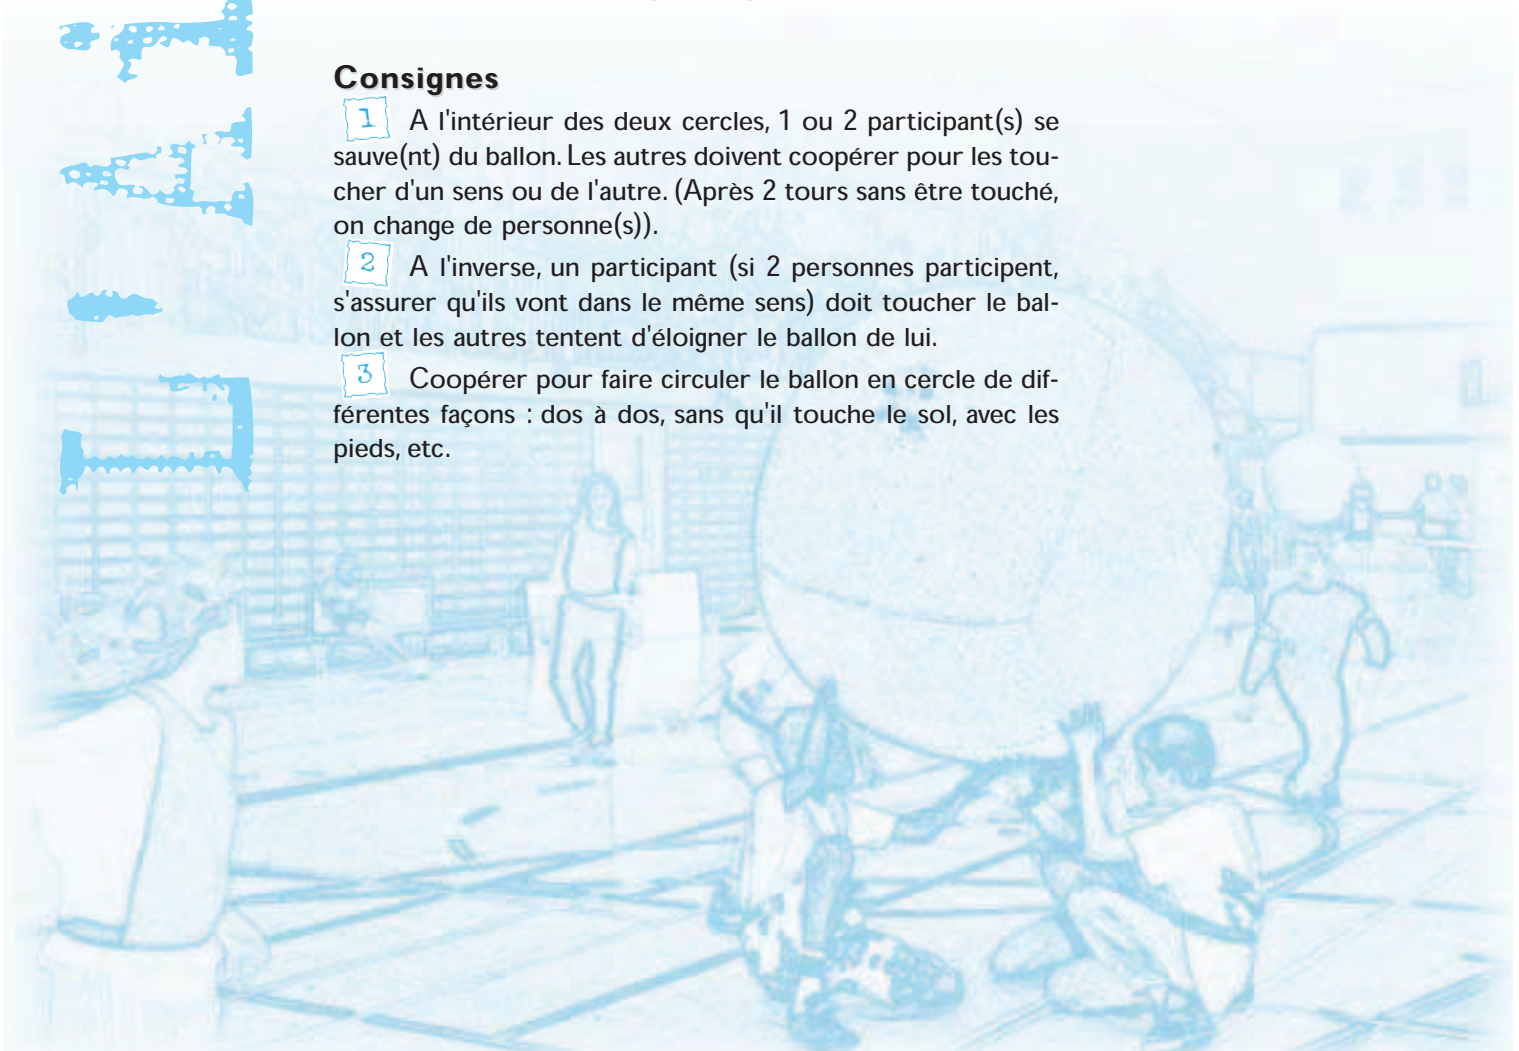 Consignes
1 A l'intérieur des deux cercles, 1 ou 2 participant(s) se
sauve(nt) du ballon. Les autres doivent coopérer pour les tou-
cher d'un sens ou de l'autre. (Après 2 tours sans être touché,
on change de personne(s)).
2 A l'inverse, un participant (si 2 personnes participent,
s'assurer qu'ils vont dans le même sens) doit toucher le bal-
lon et les autres tentent d'éloigner le ballon de lui.
3 Coopérer pour faire circuler le ballon en cercle de dif-
férentes façons : dos à dos, sans qu'il touche le sol, avec les
pieds, etc.